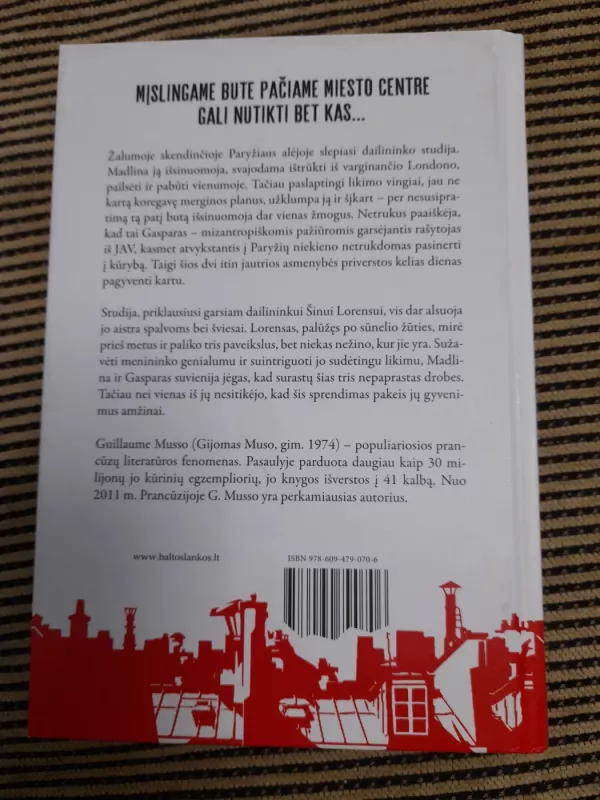 MĮSLINGAME BUTE PAČIAME MIESTO CENTRE
GALI NUTIKTI BET KAS...
Žalumoje skendinčioje Paryžiaus alėjoje slepiasi dailininko studija.
Madlina ją išsinuomoja, svajodama ištrūkti iš varginančio Londono,
pailsėti ir pabūti vienumoje. Tačiau paslaptingi likimo vingiai, jau ne
kartą koregavę merginos planus, užklumpa ją ir šįkart – per nesusipra-
timą tą patį butą išsinuomoja dar vienas žmogus. Netrukus paaiškėja,
kad tai Gasparas – mizantropiškomis pažiūromis garsėjantis rašytojas
iš JAV, kasmet atvykstantis į Paryžių niekieno netrukdomas pasinerti
į kūrybą. Taigi šios dvi itin jautrios asmenybės priverstos kelias dienas
pagyventi kartu.
Studija, priklausiusi garsiam dailininkui Šinui Lorensui, vis dar alsuoja
jo aistra spalvoms bei šviesai. Lorensas, palūžęs po sūnelio žūties, mirė
prieš metus ir paliko tris paveikslus, bet niekas nežino, kur jie yra. Suža-
vėti menininko genialumu ir suintriguoti jo sudėtingu likimu, Madli-
na ir Gasparas suvienija jėgas, kad surastų šias tris nepaprastas drobes.
Tačiau nei vienas iš jų nesitikėjo, kad šis sprendimas pakeis jų gyveni-
mus amžinai.
Guillaume Musso (Gijomas Muso, gim. 1974) – populiariosios pran-
cūzų literatūros fenomenas. Pasaulyje parduota daugiau kaip 30 mi-
lijonų jo kūrinių egzempliorių, jo knygos išverstos į 41 kalbą. Nuo
2011 m. Prancūzijoje G. Musso yra perkamiausias autorius.
www.baltoslankos.lt
ISBN 978-609-479-070-6